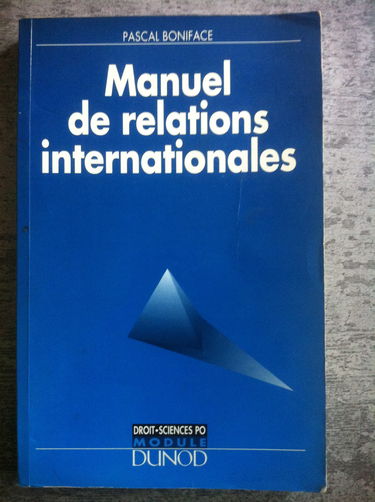 PASCAL BONIFACE
Manuel
de relations
internationales
DROIT•SCIENCES PO
MODULE
DUNOD